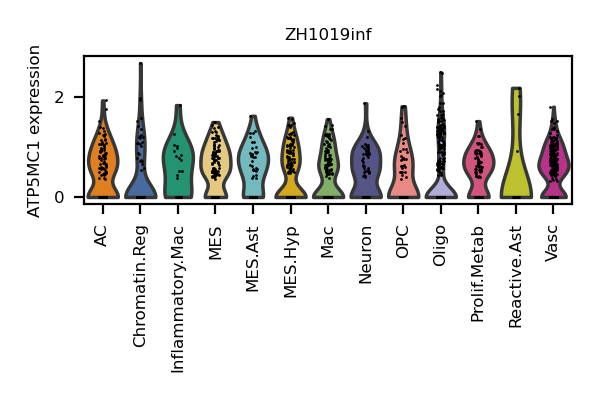 ZH1019inf
ATP5MC1 expression
2
0
AC
Chromatin.Reg
Inflammatory.Mac
MES
MES.Ast
MES.Hyp
Mac
Neuron
OPC
Oligo
Prolif.Metab
Reactive.Ast
Vasc